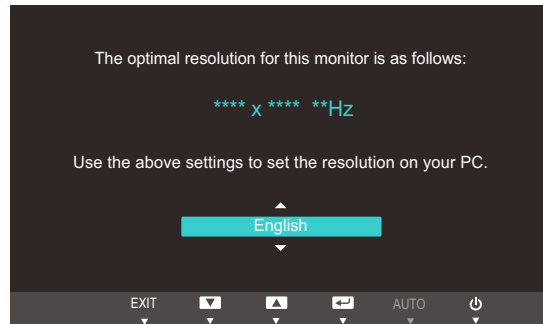 The optimal resolution for this monitor is as follows:
**** x **** **Hz
Use the above settings to set the resolution on your PC.
English
EXIT AUTO